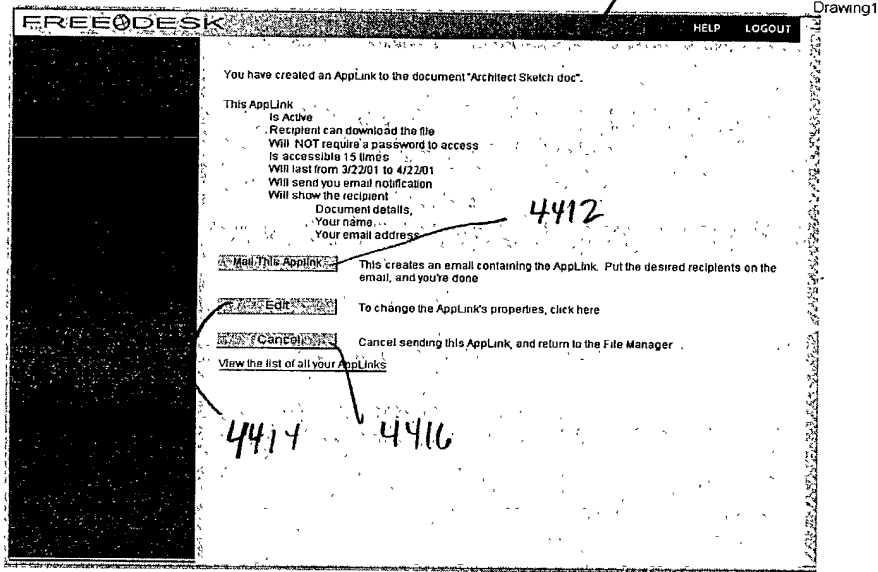 Drawing1
FREEDESK
HELP LOGOUT
You have created an AppLink to the document "Architect Sketch doc".
This AppLink
Is Active
Recipient can download the file
Will NOT require a password to access
Is accessible 15 times
Will last from 3/22/01 to 4/22/01
Will send you email notification
Will show the recipient
Document details,
Your name,
Your email address
4412
Mail This Applink
This creates an email containing the AppLink. Put the desired recipients on the
email, and you're done
Edit
To change the AppLink's properties, click here
Cancel
Cancel sending this AppLink, and return to the File Manager
View the list of all your AppLinks
4414 4416